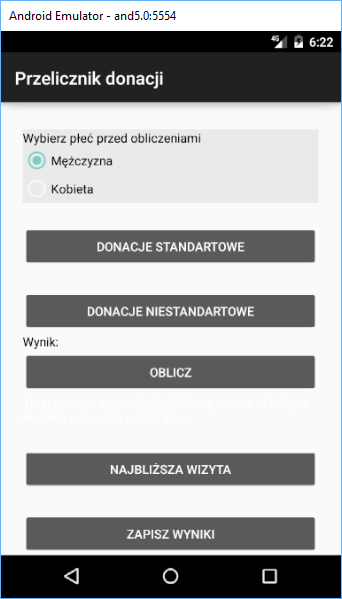 Android Emulator - and5.0:5554
4G 6:22
Przelicznik donacji
Wybierz płeć przed obliczeniami
Mężczyzna
Kobieta
DONACJE STANDARTOWE
DONACJE NIESTANDARTOWE
Wynik:
OBLICZ
NAJBLIŻSZA WIZYTA
ZAPISZ WYNIKI